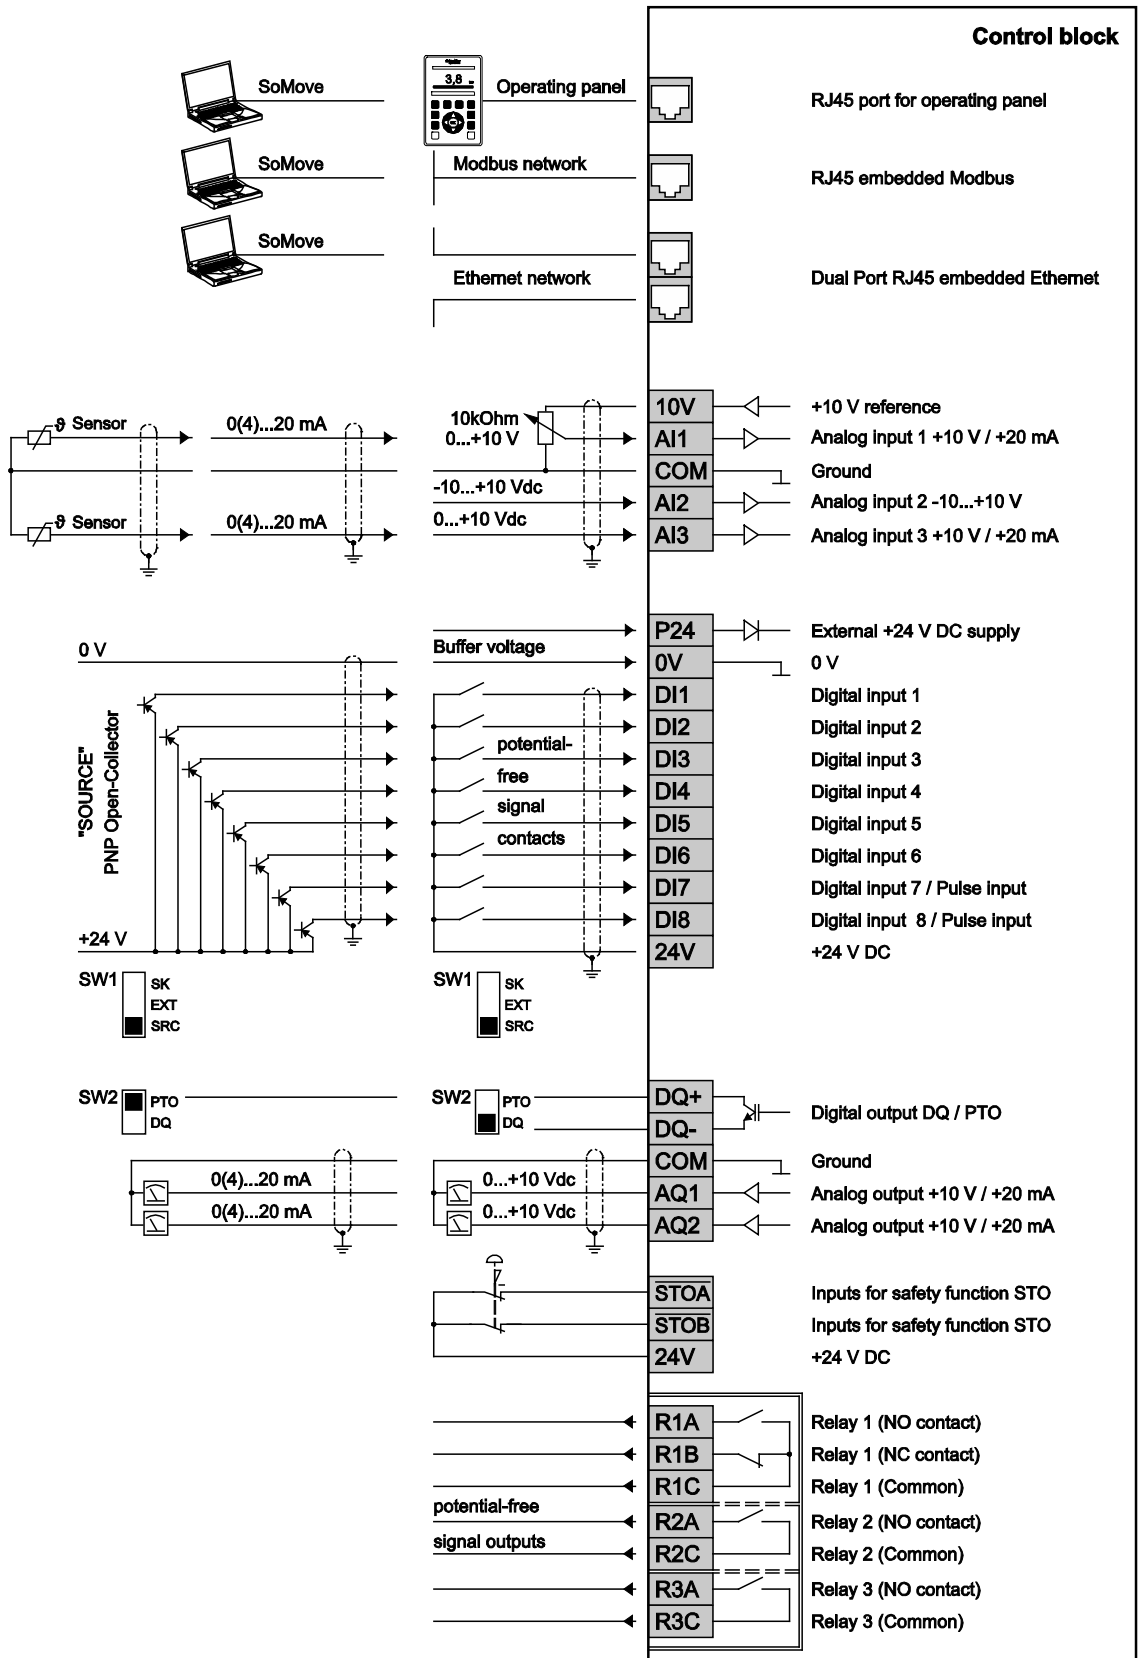 Control block
SoMove
3,8
Operating panel
RJ45 port for operating panel
SoMove
Modbus network
RJ45 embedded Modbus
SoMove
Ethernet network
Dual Port RJ45 embedded Ethernet
10kOhm
0...+10 V
10V
+10 V reference
ϑ Sensor
0(4)...20 mA
AI1
Analog input 1 +10 V / +20 mA
COM
Ground
-10...+10 Vdc
AI2
Analog input 2 -10...+10 V
ϑ Sensor
0(4)...20 mA
0...+10 Vdc
AI3
Analog input 3 +10 V / +20 mA
P24
External +24 V DC supply
0 V
Buffer voltage
0V
0 V
"SOURCE"
PNP Open-Collector
DI1
Digital input 1
DI2
Digital input 2
potential-
free
signal
contacts
DI3
Digital input 3
DI4
Digital input 4
DI5
Digital input 5
DI6
Digital input 6
DI7
Digital input 7 / Pulse input
DI8
Digital input 8 / Pulse input
+24 V
24V
+24 V DC
SW1
SK
EXT
SRC
SW1
SK
EXT
SRC
SW2
PTO
DQ
SW2
PTO
DQ
DQ+
DQ-
Digital output DQ / PTO
COM
Ground
0(4)...20 mA
0...+10 Vdc
AQ1
Analog output +10 V / +20 mA
0(4)...20 mA
0...+10 Vdc
AQ2
Analog output +10 V / +20 mA
STOA
Inputs for safety function STO
STOB
Inputs for safety function STO
24V
+24 V DC
R1A
Relay 1 (NO contact)
R1B
Relay 1 (NC contact)
R1C
Relay 1 (Common)
potential-free
signal outputs
R2A
Relay 2 (NO contact)
R2C
Relay 2 (Common)
R3A
Relay 3 (NO contact)
R3C
Relay 3 (Common)